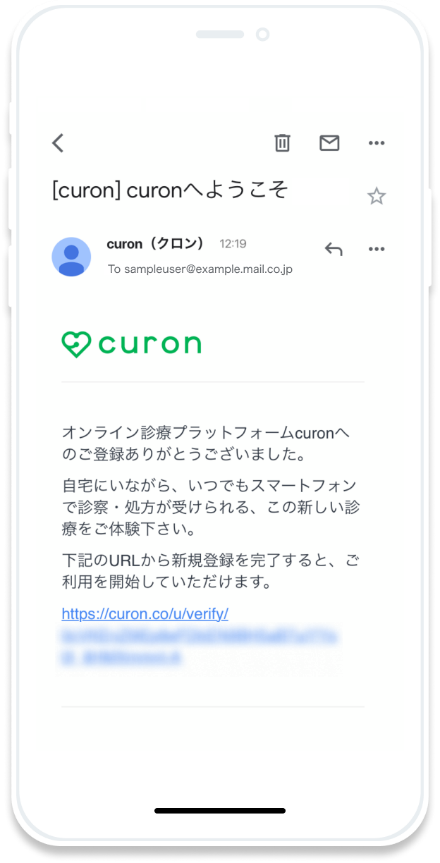 [curon] curonへようこそ
curon（クロン） 12:19
To sampleuser@example.mail.co.jp
curon
オンライン診療プラットフォームcuronへ
のご登録ありがとうございました。
自宅にいながら、いつでもスマートフォン
で診察・処方が受けられる、この新しい診
療をご体験下さい。
下記のURLから新規登録を完了すると、ご
利用を開始していただけます。
https://curon.co/u/verify/